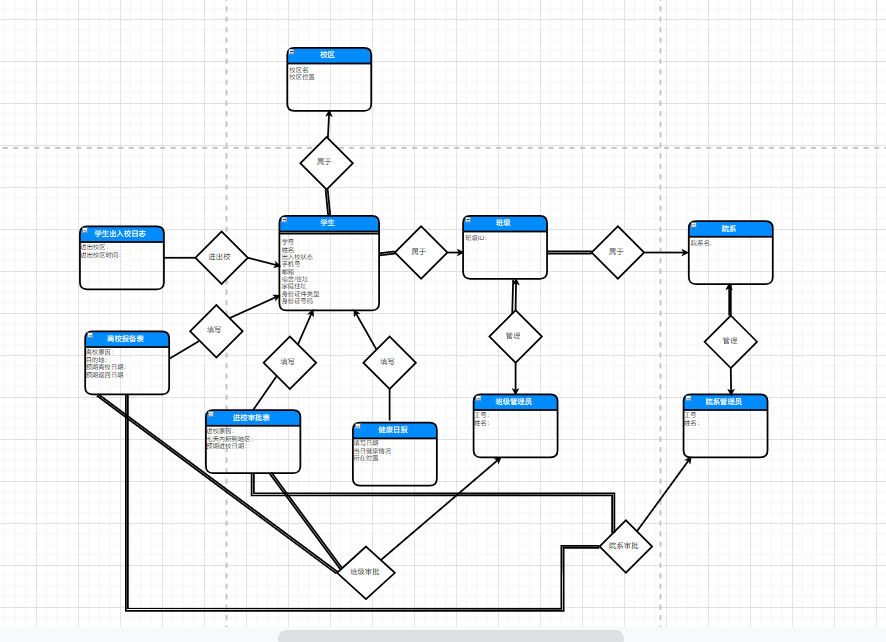 校区
校区名
校区位置
属于
学生
学号
姓名
出入校状态
手机号
邮箱
宿舍/住址
家庭住址
身份证件类型
身份证号码
学生出入校日志
进出校区:
进出校区时间:
进出校
属于
班级
班级ID:
属于
院系
院系名:
填写
离校报备表
离校原因:
目的地:
预期离校日期:
预期返回日期
填写
填写
管理
管理
进校审批表
进校原因:
七天内所到地区:
预期进校日期:
健康日报
填写日期
当日健康情况
所在位置
班级管理员
工号:
姓名:
院系管理员
工号:
姓名:
班级审批
院系审批